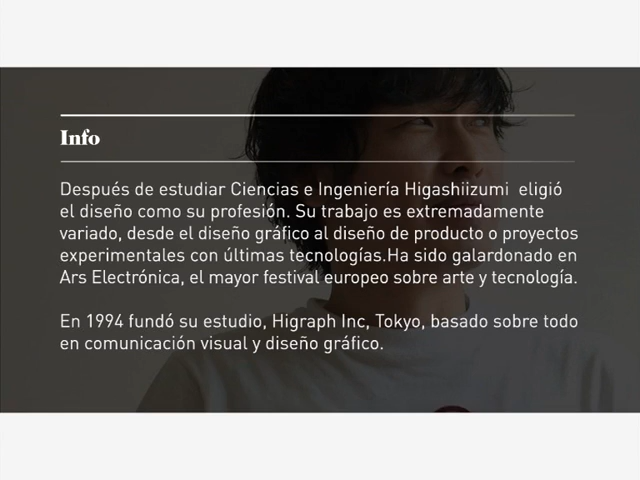 Info
Después de estudiar Ciencias e Ingeniería Higashiizumi  eligió
el diseño como su profesión. Su trabajo es extremadamente
variado, desde el diseño gráfico al diseño de producto o proyectos
experimentales con últimas tecnologías.Ha sido galardonado en
Ars Electrónica, el mayor festival europeo sobre arte y tecnología.
En 1994 fundó su estudio, Higraph Inc, Tokyo, basado sobre todo
en comunicación visual y diseño gráfico.